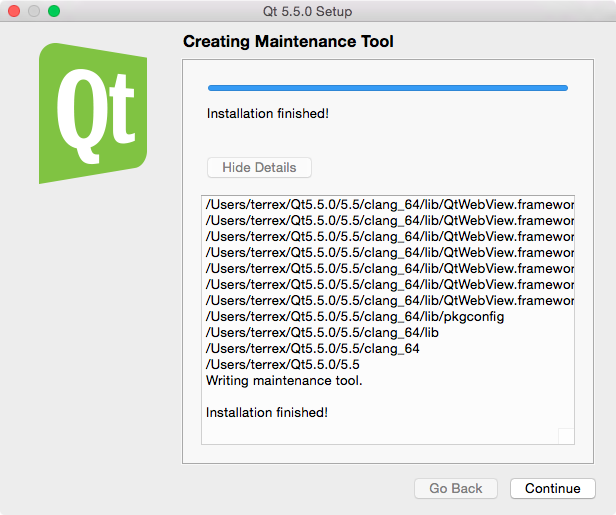 Qt 5.5.0 Setup
Qt
Creating Maintenance Tool
Installation finished!
Hide Details
/Users/terrex/Qt5.5.0/5.5/clang_64/lib/QtWebView.framewor
/Users/terrex/Qt5.5.0/5.5/clang_64/lib/QtWebView.framewor
/Users/terrex/Qt5.5.0/5.5/clang_64/lib/QtWebView.framewor
/Users/terrex/Qt5.5.0/5.5/clang_64/lib/QtWebView.framewor
/Users/terrex/Qt5.5.0/5.5/clang_64/lib/QtWebView.framewor
/Users/terrex/Qt5.5.0/5.5/clang_64/lib/QtWebView.framewor
/Users/terrex/Qt5.5.0/5.5/clang_64/lib/QtWebView.framewor
/Users/terrex/Qt5.5.0/5.5/clang_64/lib/pkgconfig
/Users/terrex/Qt5.5.0/5.5/clang_64/lib
/Users/terrex/Qt5.5.0/5.5/clang_64
/Users/terrex/Qt5.5.0/5.5
Writing maintenance tool.
Installation finished!
Go Back
Continue